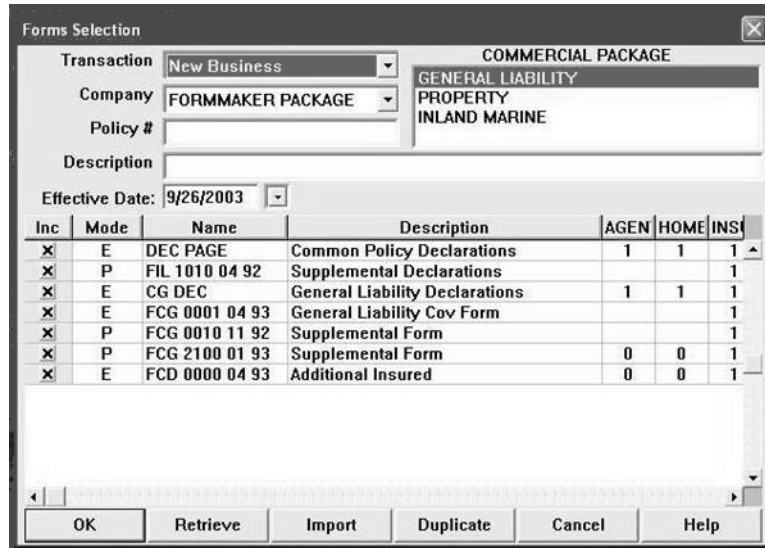 Forms Selection
Transaction New Business
COMMERCIAL PACKAGE
GENERAL LIABILITY
Company FORMMAKER PACKAGE
PROPERTY
INLAND MARINE
Policy #
Description
Effective Date: 9/26/2003
Inc Mode Name Description AGEN HOME INSI
X E DEC PAGE Common Policy Declarations 1 1 1
X P FIL 1010 04 92 Supplemental Declarations 1
X E CG DEC General Liability Declarations 1 1 1
X E FCG 0001 04 93 General Liability Cov Form 1
X P FCG 0010 11 92 Supplemental Form 1
X P FCG 2100 01 93 Supplemental Form 0 0 1
X E FCD 0000 04 93 Additional Insured 0 0 1
OK Retrieve Import Duplicate Cancel Help